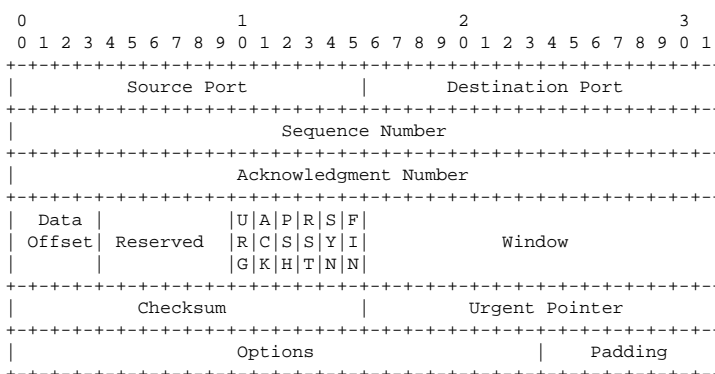 0                   1                   2                   3
0 1 2 3 4 5 6 7 8 9 0 1 2 3 4 5 6 7 8 9 0 1 2 3 4 5 6 7 8 9 0 1
+-+-+-+-+-+-+-+-+-+-+-+-+-+-+-+-+-+-+-+-+-+-+-+-+-+-+-+-+-+-+-+-
|          Source Port          |       Destination Port
+-+-+-+-+-+-+-+-+-+-+-+-+-+-+-+-+-+-+-+-+-+-+-+-+-+-+-+-+-+-+-+-
|                        Sequence Number
+-+-+-+-+-+-+-+-+-+-+-+-+-+-+-+-+-+-+-+-+-+-+-+-+-+-+-+-+-+-+-+-
|                    Acknowledgment Number
+-+-+-+-+-+-+-+-+-+-+-+-+-+-+-+-+-+-+-+-+-+-+-+-+-+-+-+-+-+-+-+-
|  Data |           |U|A|P|R|S|F|
| Offset| Reserved  |R|C|S|S|Y|I|            Window
|       |           |G|K|H|T|N|N|
+-+-+-+-+-+-+-+-+-+-+-+-+-+-+-+-+-+-+-+-+-+-+-+-+-+-+-+-+-+-+-+-
|           Checksum            |         Urgent Pointer
+-+-+-+-+-+-+-+-+-+-+-+-+-+-+-+-+-+-+-+-+-+-+-+-+-+-+-+-+-+-+-+-
|                    Options                    |    Padding
+-+-+-+-+-+-+-+-+-+-+-+-+-+-+-+-+-+-+-+-+-+-+-+-+-+-+-+-+-+-+-+-